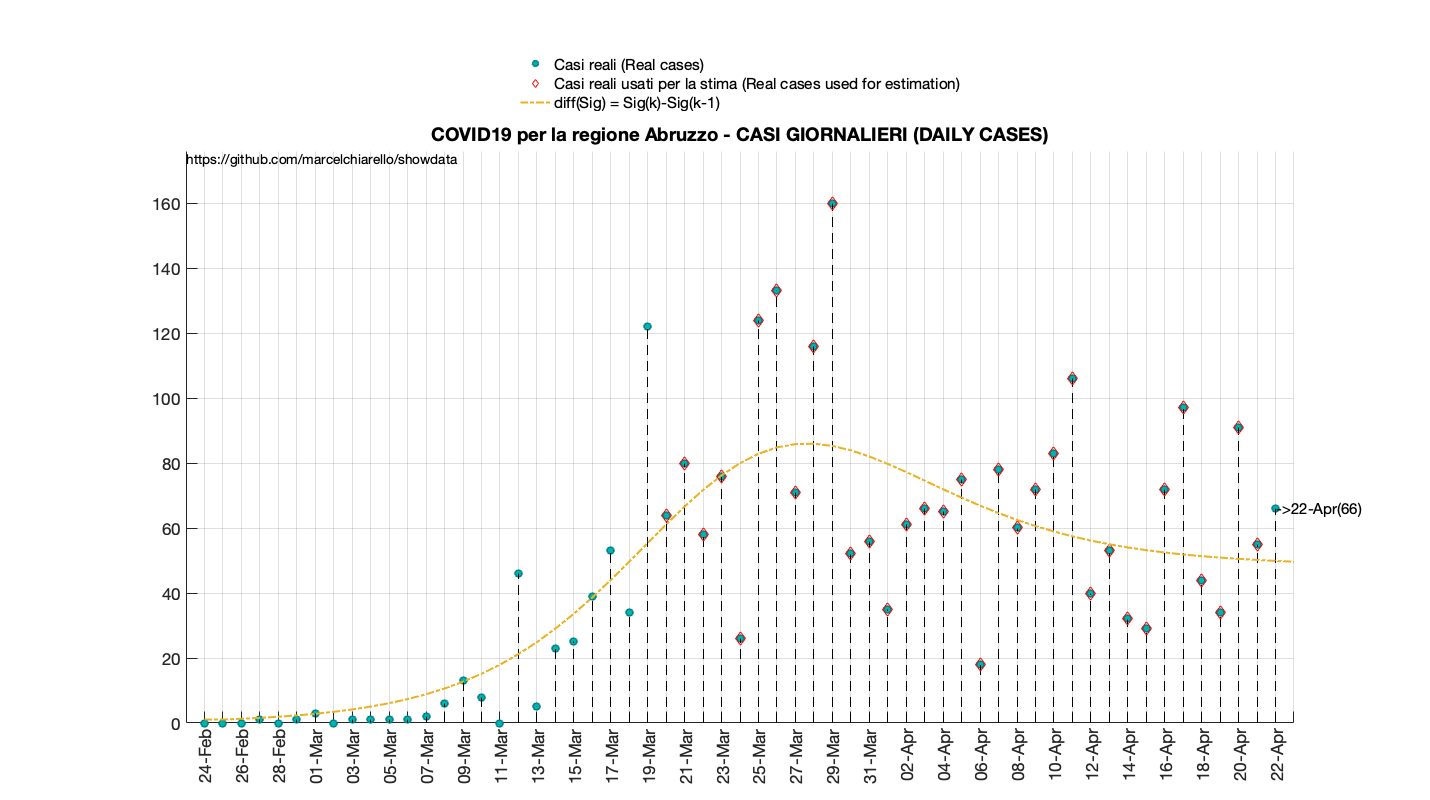 Casi reali (Real cases)
Casi reali usati per la stima (Real cases used for estimation)
diff(Sig) = Sig(k)-Sig(k-1)
COVID19 per la regione Abruzzo - CASI GIORNALIERI (DAILY CASES)
https://github.com/marcelchiarello/showdata
160
140
120
100
80
60
40
20
0
->22-Apr(66)
24-Feb
26-Feb
28-Feb
01-Mar
03-Mar
05-Mar
07-Mar
09-Mar
11-Mar
13-Mar
15-Mar
17-Mar
19-Mar
21-Mar
23-Mar
25-Mar
27-Mar
29-Mar
31-Mar
02-Apr
04-Apr
06-Apr
08-Apr
10-Apr
12-Apr
14-Apr
16-Apr
18-Apr
20-Apr
22-Apr